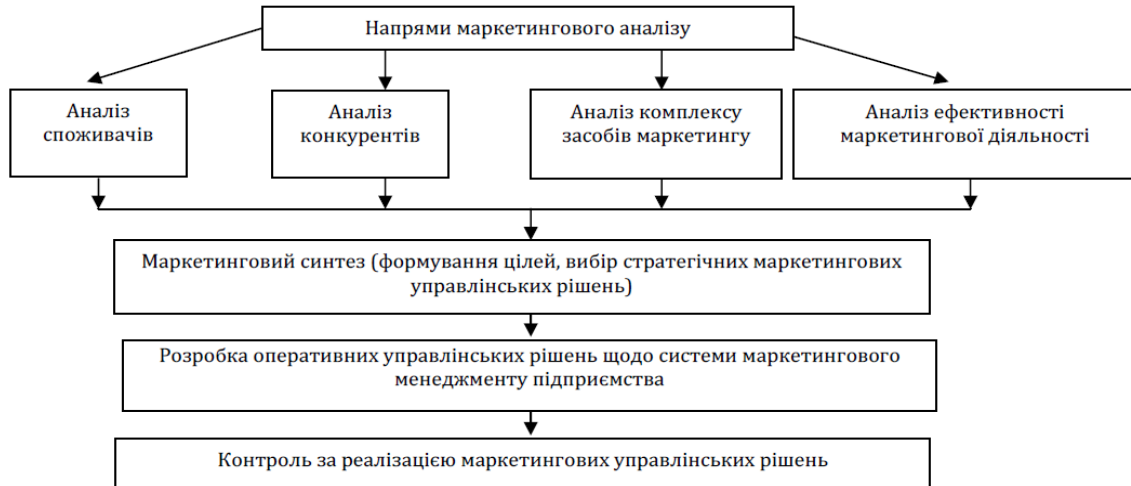 Напрями маркетингового аналізу
Аналіз
споживачів
Аналіз
конкурентів
Аналіз комплексу
засобів маркетингу
Аналіз ефективності
маркетингової діяльності
Маркетинговий синтез (формування цілей, вибір стратегічних маркетингових
управлінських рішень)
Розробка оперативних управлінських рішень щодо системи маркетингового
менеджменту підприємства
Контроль за реалізацією маркетингових управлінських рішень